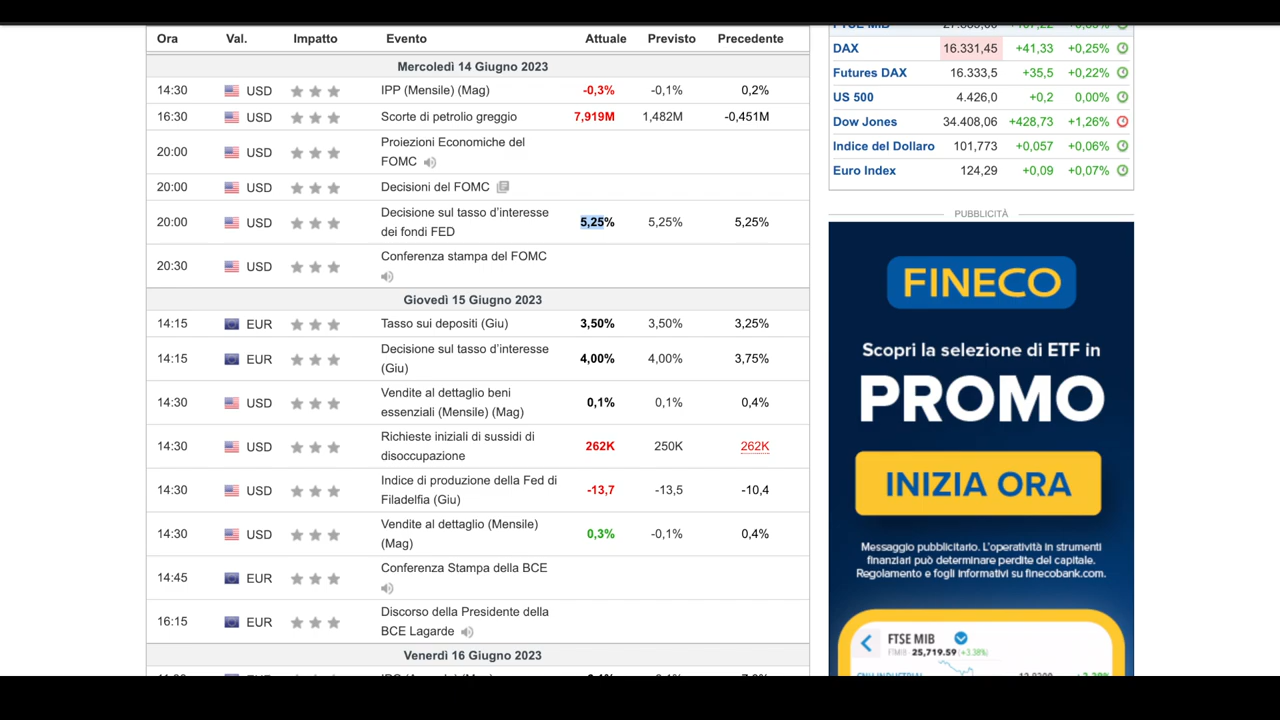 Ora Val. Impatto Evento Attuale Previsto Precedente
Mercoledì 14 Giugno 2023
14:30 USD IPP (Mensile) (Mag) -0,3% -0,1% 0,2%
16:30 USD Scorte di petrolio greggio 7,919M 1,482M -0,451M
20:00 USD Proiezioni Economiche del
FOMC
20:00 USD Decisioni del FOMC
20:00 USD Decisione sul tasso d'interesse 5,25% 5,25% 5,25%
dei fondi FED
20:30 USD Conferenza stampa del FOMC
Giovedì 15 Giugno 2023
14:15 EUR Tasso sui depositi (Giu) 3,50% 3,50% 3,25%
14:15 EUR Decisione sul tasso d'interesse 4,00% 4,00% 3,75%
(Giu)
14:30 USD Vendite al dettaglio beni 0,1% 0,1% 0,4%
essenziali (Mensile) (Mag)
14:30 USD Richieste iniziali di sussidi di 262K 250K 262K
disoccupazione
14:30 USD Indice di produzione della Fed di -13,7 -13,5 -10,4
Filadelfia (Giu)
14:30 USD Vendite al dettaglio (Mensile) 0,3% -0,1% 0,4%
(Mag)
14:45 EUR Conferenza Stampa della BCE
16:15 EUR Discorso della Presidente della
BCE Lagarde
Venerdì 16 Giugno 2023
DAX 16.331,45 +41,33 +0,25%
Futures DAX 16.333,5 +35,5 +0,22%
US 500 4.426,0 +0,2 0,00%
Dow Jones 34.408,06 +428,73 +1,26%
Indice del Dollaro 101,773 +0,057 +0,06%
Euro Index 124,29 +0,09 +0,07%
PUBBLICITÀ
FINECO
Scopri la selezione di ETF in
PROMO
INIZIA ORA
Messaggio pubblicitario. L'operatività in strumenti
finanziari può determinare perdite del capitale.
Regolamento e fogli informativi su finecobank.com.
FTSE MIB
FTMIB 25,719.59 (+3.38%)